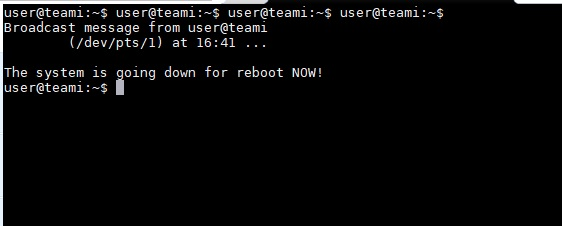 user@teami:~$ user@teami:~$ user@teami:~$ user@teami:~$
Broadcast message from user@teami
(/dev/pts/1) at 16:41 ...
The system is going down for reboot NOW!
user@teami:~$